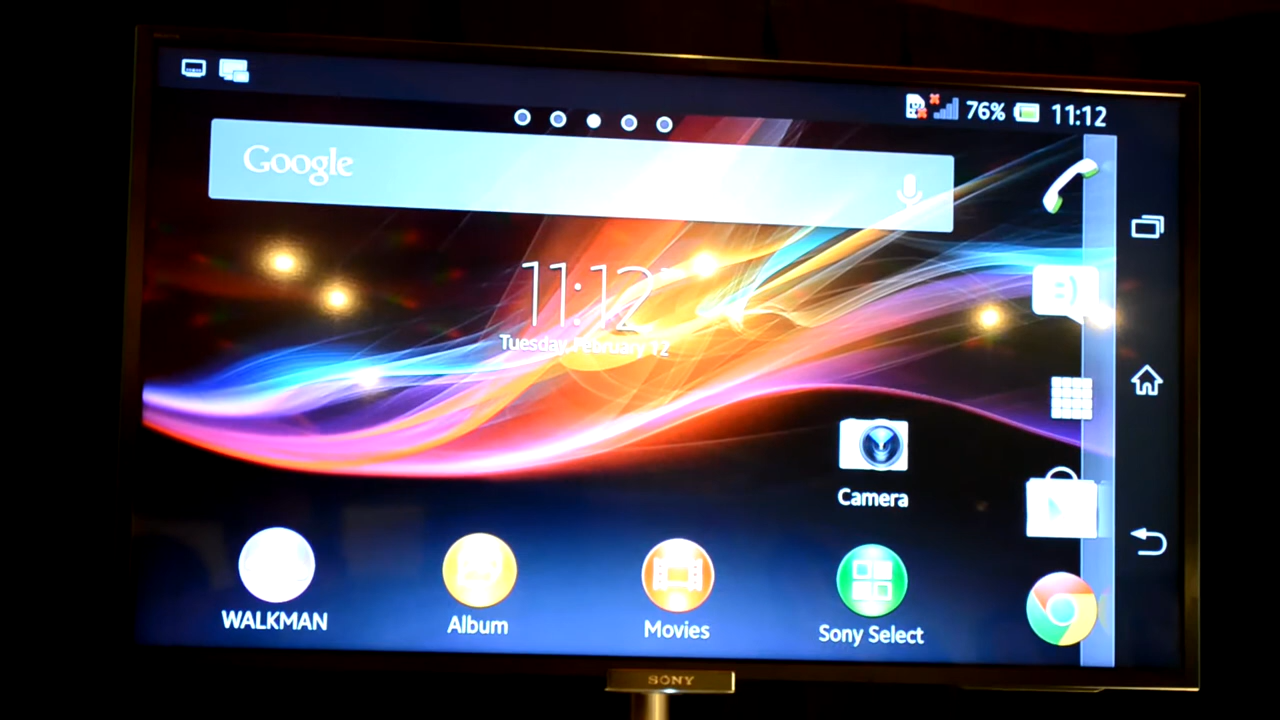 76% 11:12
Google
11:12
Tuesday, February 12
Camera
WALKMAN
Album
Movies
Sony Select
SONY